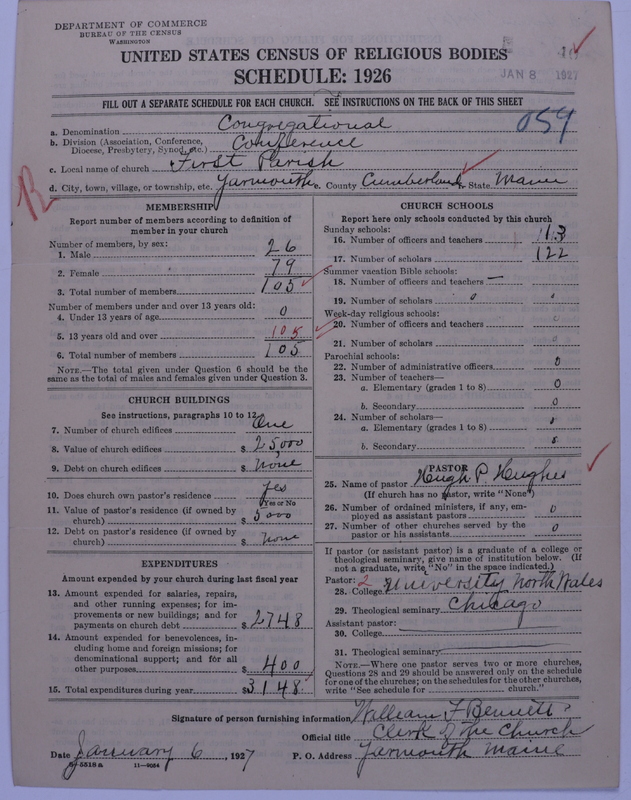 DEPARTMENT OF COMMERCE
BUREAU OF THE CENSUS
WASHINGTON
UNITED STATES CENSUS OF RELIGIOUS BODIES
SCHEDULE: 1926
JAN 8 1927
FILL OUT A SEPARATE SCHEDULE FOR EACH CHURCH. SEE INSTRUCTIONS ON THE BACK OF THIS SHEET
054
a. Denomination Congregational
b. Division (Association, Conference, Diocese, Presbytery, Synod, etc.) Conference
c. Local name of church First Parish
d. City, town, village, or township, etc. Yarmouth e. County Cumberland f. State Maine
MEMBERSHIP
Report number of members according to definition of
member in your church
Number of members, by sex:
1. Male 26
2. Female 79
3. Total number of members 105
Number of members under and over 13 years old:
4. Under 13 years of age 0
5. 13 years old and over 105
6. Total number of members 105
NOTE.—The total given under Question 6 should be the
same as the total of males and females given under Question 3.
CHURCH BUILDINGS
See instructions, paragraphs 10 to 12
7. Number of church edifices One
8. Value of church edifices $ 25,000
9. Debt on church edifices $ None
10. Does church own pastor's residence yes
Yes or No
11. Value of pastor's residence (if owned by
church) $ 5000
12. Debt on pastor's residence (if owned by
church) $ None
EXPENDITURES
Amount expended by your church during last fiscal year
13. Amount expended for salaries, repairs,
and other running expenses; for im-
provements or new buildings; and for
payments on church debt $ 2748
14. Amount expended for benevolences, in-
cluding home and foreign missions; for
denominational support; and for all
other purposes $ 400
15. Total expenditures during year $ 3148
CHURCH SCHOOLS
Report here only schools conducted by this church
Sunday schools:
16. Number of officers and teachers 13
17. Number of scholars 122
Summer vacation Bible schools:
18. Number of officers and teachers —
19. Number of scholars 0
Week-day religious schools:
20. Number of officers and teachers 0
21. Number of scholars 0
Parochial schools:
22. Number of administrative officers 0
23. Number of teachers—
a. Elementary (grades 1 to 8) 0
b. Secondary 0
24. Number of scholars—
a. Elementary (grades 1 to 8) 0
b. Secondary 0
PASTOR
25. Name of pastor Hugh P Hughes
(If church has no pastor, write "None")
26. Number of ordained ministers, if any, em-
ployed as assistant pastors 0
27. Number of other churches served by the
pastor or his assistants 0
If pastor (or assistant pastor) is a graduate of a college or
theological seminary, give name of institution below. (If
not a graduate, write "No" in the space indicated.)
Pastor: 2
28. College University North Wales
29. Theological seminary Chicago
Assistant pastor:
30. College
31. Theological seminary
NOTE.—Where one pastor serves two or more churches,
Questions 28 and 29 should be answered only on the schedule
for one of the churches; on the schedules for the other churches,
write "See schedule for church."
Signature of person furnishing information William F Bennett
Official title Clerk of the Church
Date January 6, 1927 P. O. Address Yarmouth Maine
11—9084